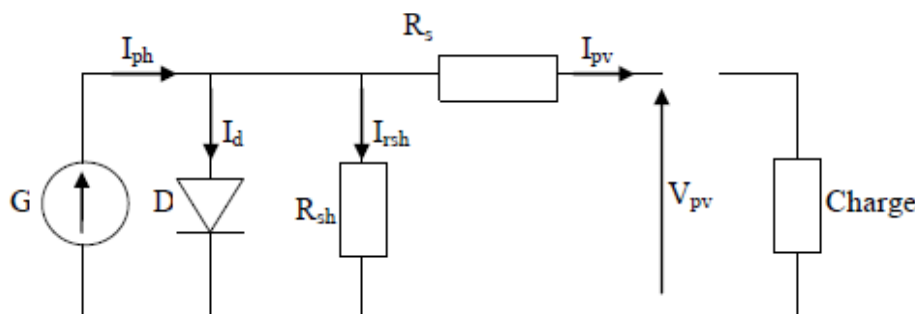 R_s
I_ph
I_pv
I_d
I_rsh
G
D
R_sh
V_pv
Charge